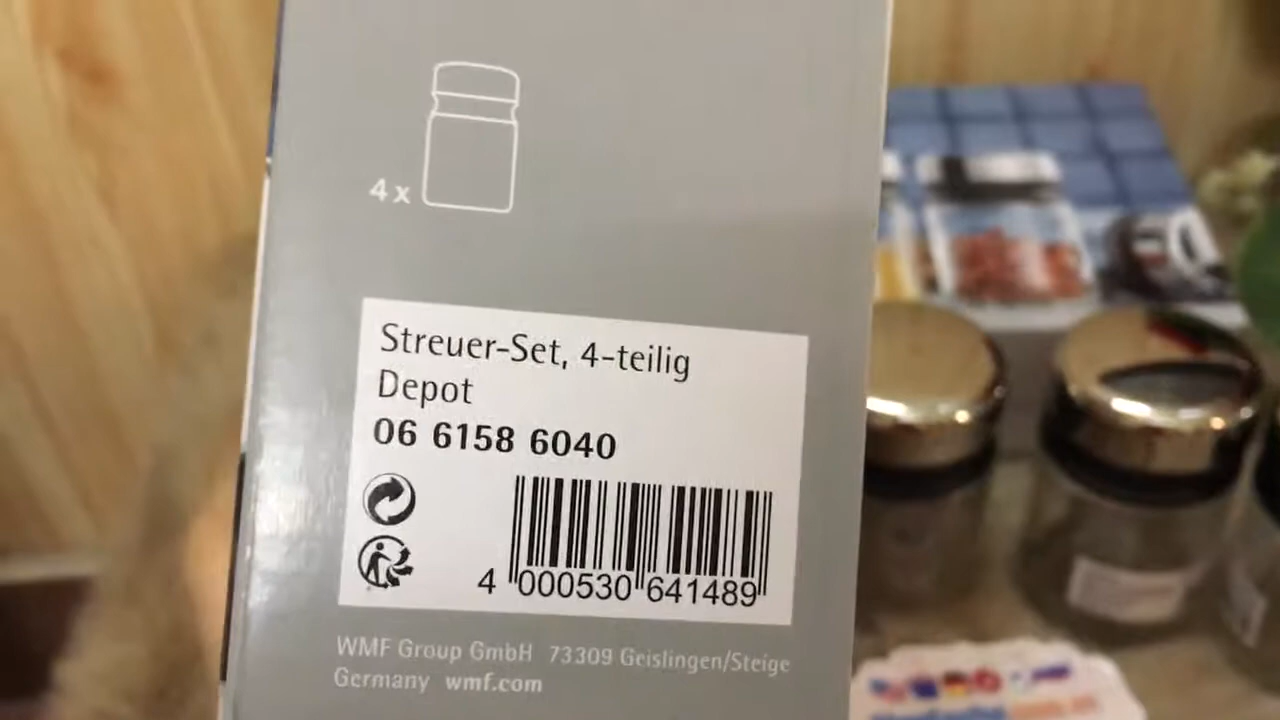 4 x
Streuer-Set, 4-teilig
Depot
06 6158 6040
4 000530 641489
WMF Group GmbH 73309 Geislingen/Steige
Germany wmf.com